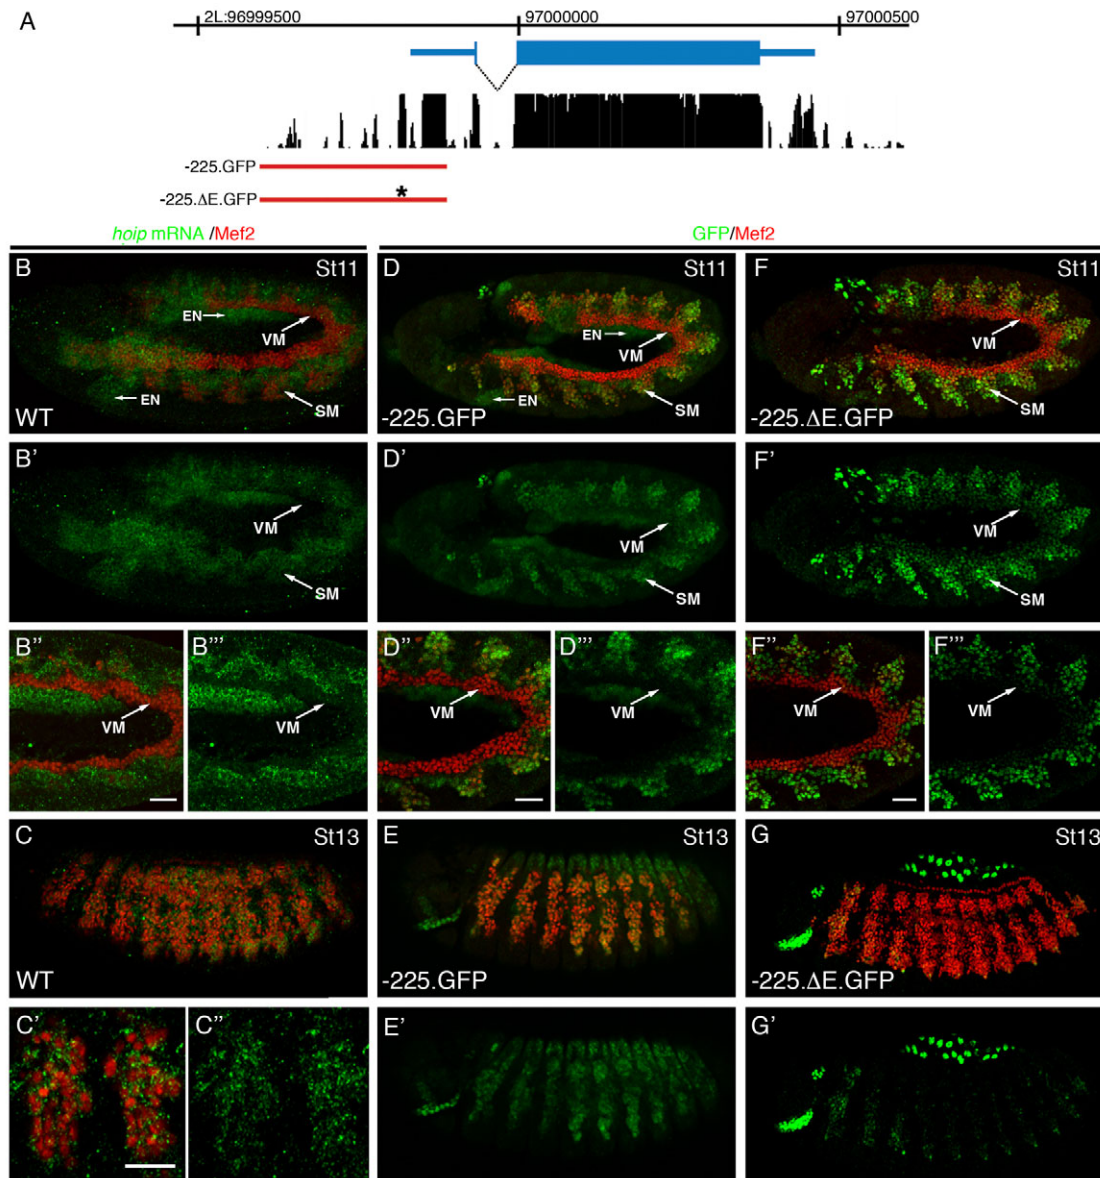 A
2L:96999500 97000000 97000500
-225.GFP
*
-225.ΔE.GFP
hoip mRNA /Mef2 GFP/Mef2
B St11 D St11 F St11
EN VM SM WT
EN VM EN SM -225.GFP
VM SM -225.ΔE.GFP
B' D' F'
VM SM VM SM VM SM
B'' B''' D'' D''' F'' F'''
VM VM VM VM VM
C St13 E St13 G St13
WT -225.GFP -225.ΔE.GFP
C' C'' E' G'